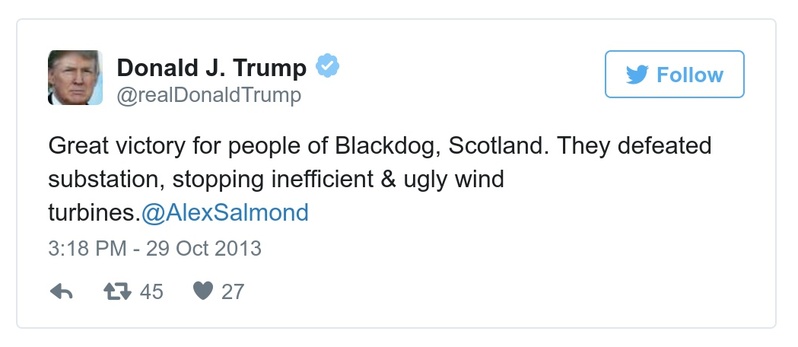 Donald J. Trump
@realDonaldTrump
Follow
Great victory for people of Blackdog, Scotland. They defeated
substation, stopping inefficient & ugly wind
turbines.@AlexSalmond
3:18 PM - 29 Oct 2013
45 27